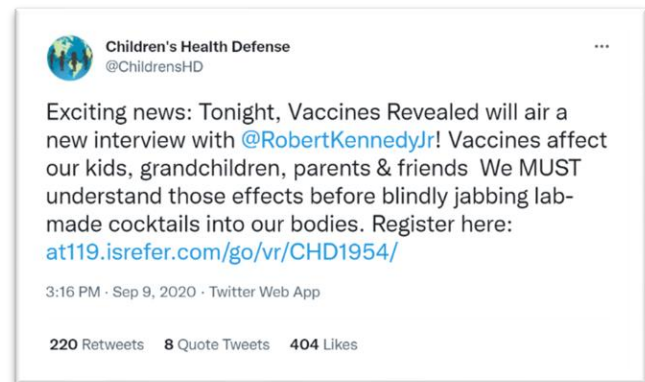 Children's Health Defense
@ChildrensHD
...
Exciting news: Tonight, Vaccines Revealed will air a
new interview with @RobertKennedyJr! Vaccines affect
our kids, grandchildren, parents & friends  We MUST
understand those effects before blindly jabbing lab-
made cocktails into our bodies. Register here:
at119.isrefer.com/go/vr/CHD1954/
3:16 PM · Sep 9, 2020 · Twitter Web App
220 Retweets 8 Quote Tweets 404 Likes